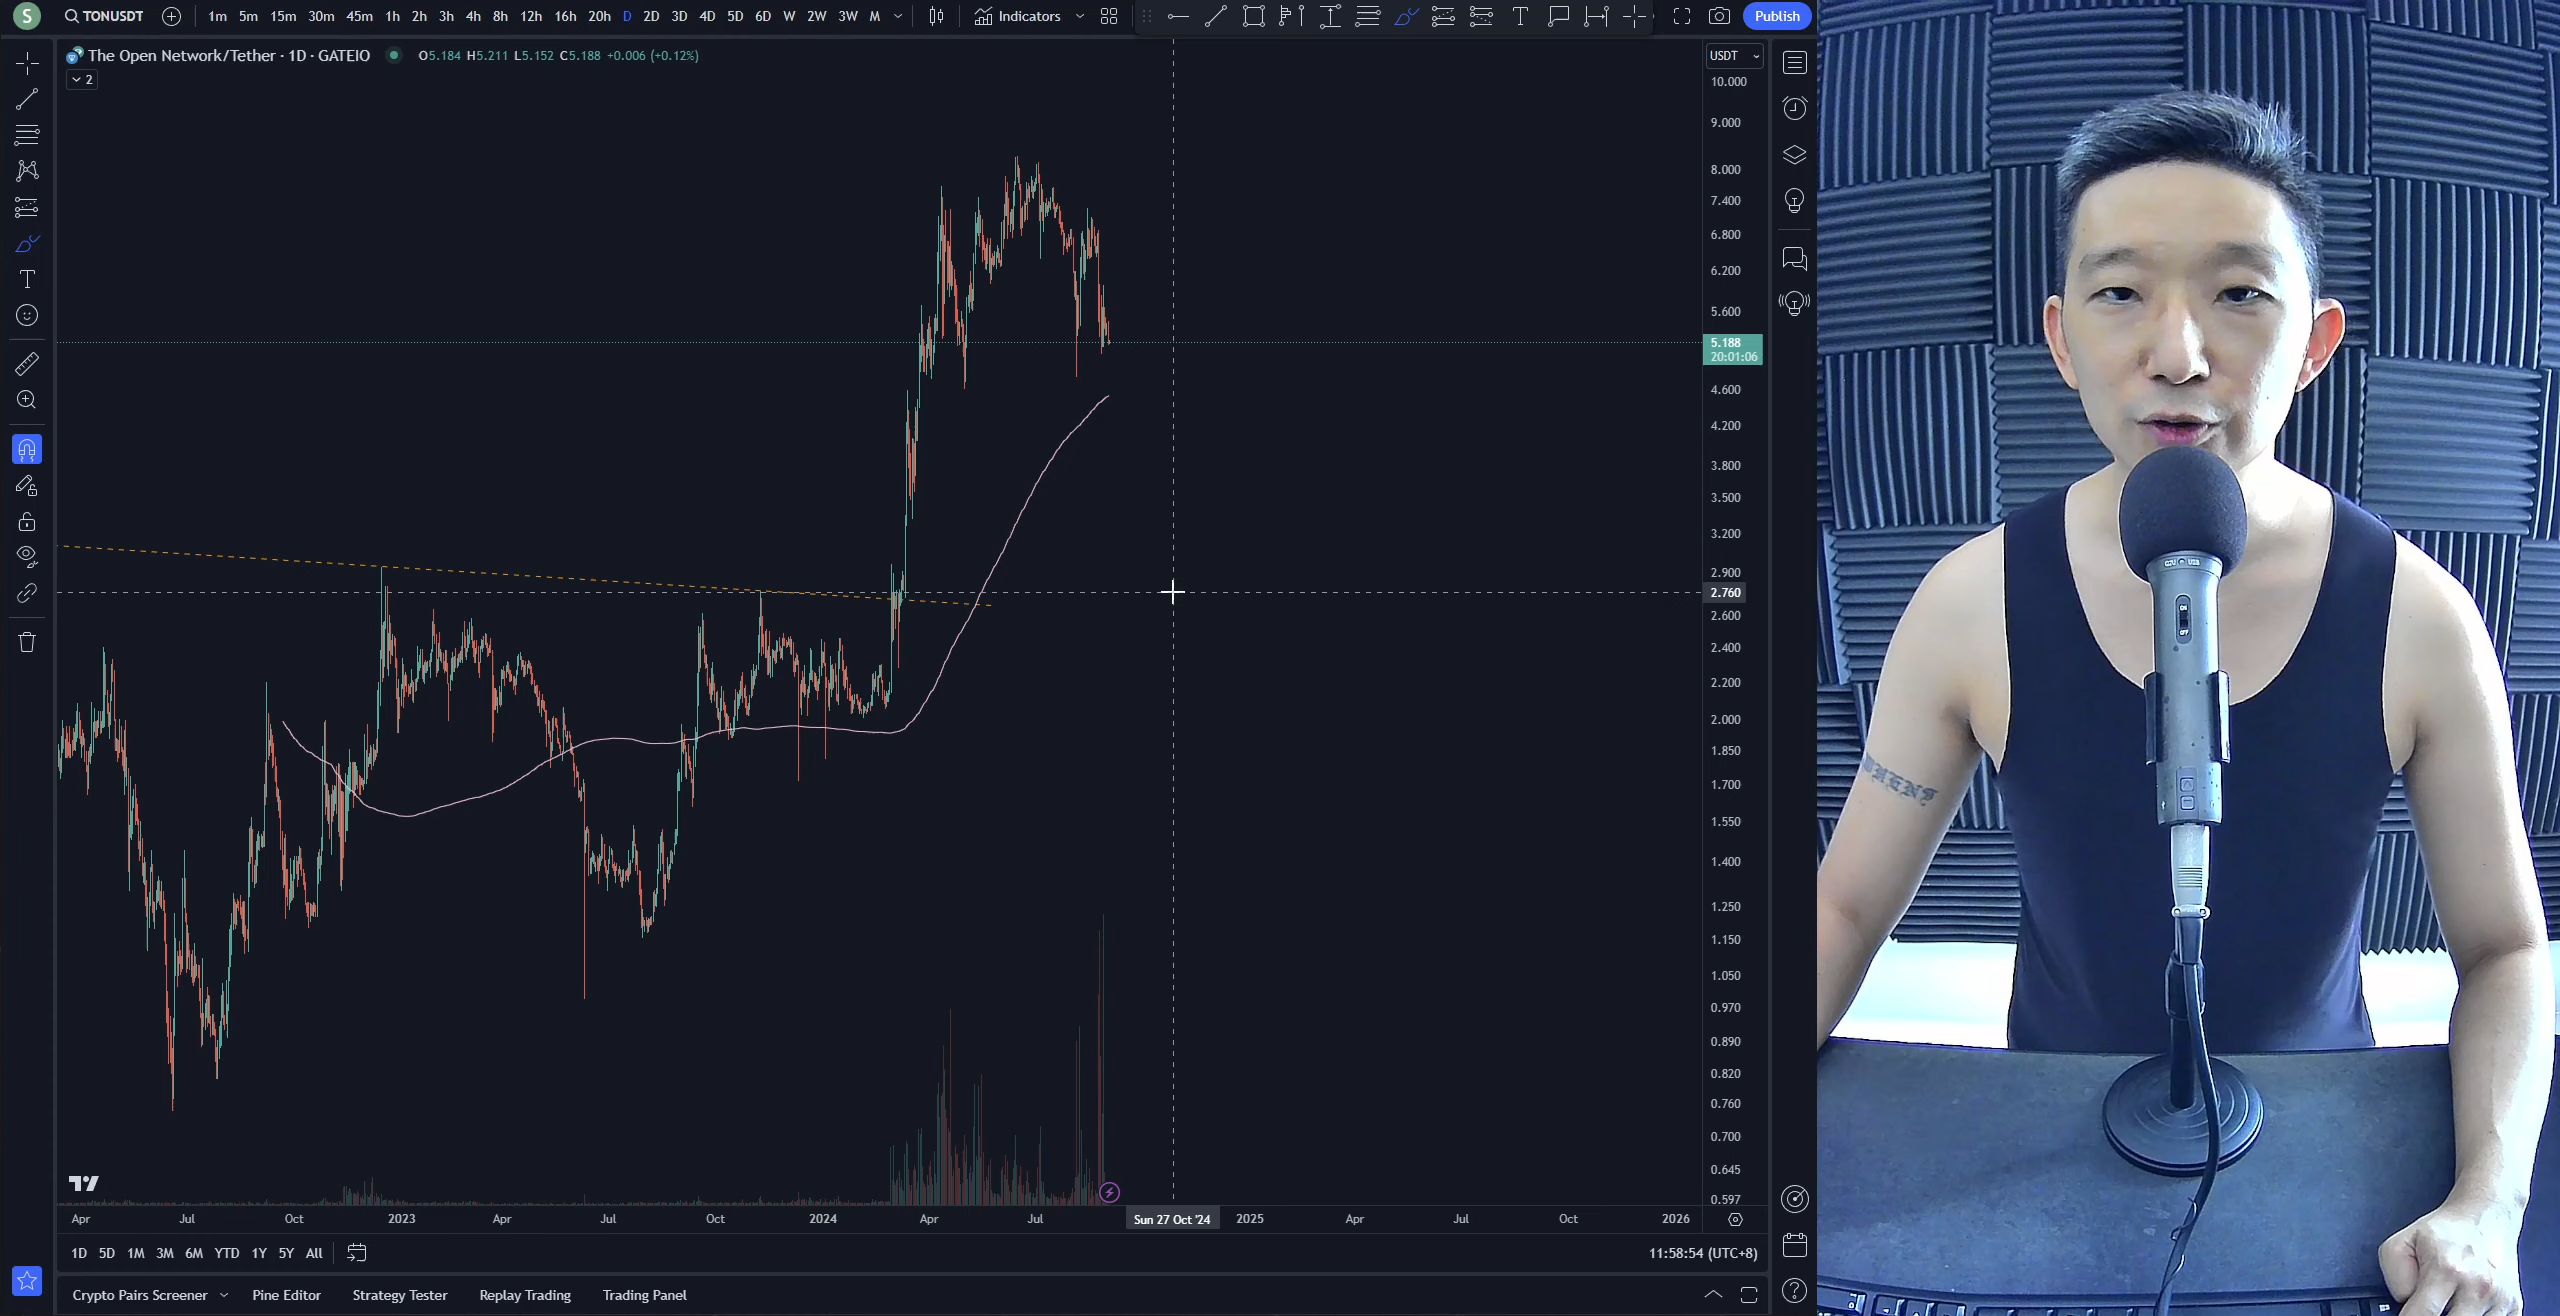 S
TONUSDT
1m 5m 15m 30m 45m 1h 2h 3h 4h 8h 12h 16h 20h D 2D 3D 4D 5D 6D W 2W 3W M
Indicators
Publish
The Open Network/Tether · 1D · GATEIO
O5.184 H5.211 L5.152 C5.188 +0.006 (+0.12%)
2
USDT
10.000
9.000
8.000
7.400
6.800
6.200
5.600
5.188
20:01:06
4.600
4.200
3.800
3.500
3.200
2.900
2.760
2.600
2.400
2.200
2.000
1.850
1.700
1.550
1.400
1.250
1.150
1.050
0.970
0.890
0.820
0.760
0.700
0.645
0.597
Apr Jul Oct 2023 Apr Jul Oct 2024 Apr Jul Sun 27 Oct '24 2025 Apr Jul Oct 2026
1D 5D 1M 3M 6M YTD 1Y 5Y All
11:58:54 (UTC+8)
Crypto Pairs Screener Pine Editor Strategy Tester Replay Trading Trading Panel
ON
OFF